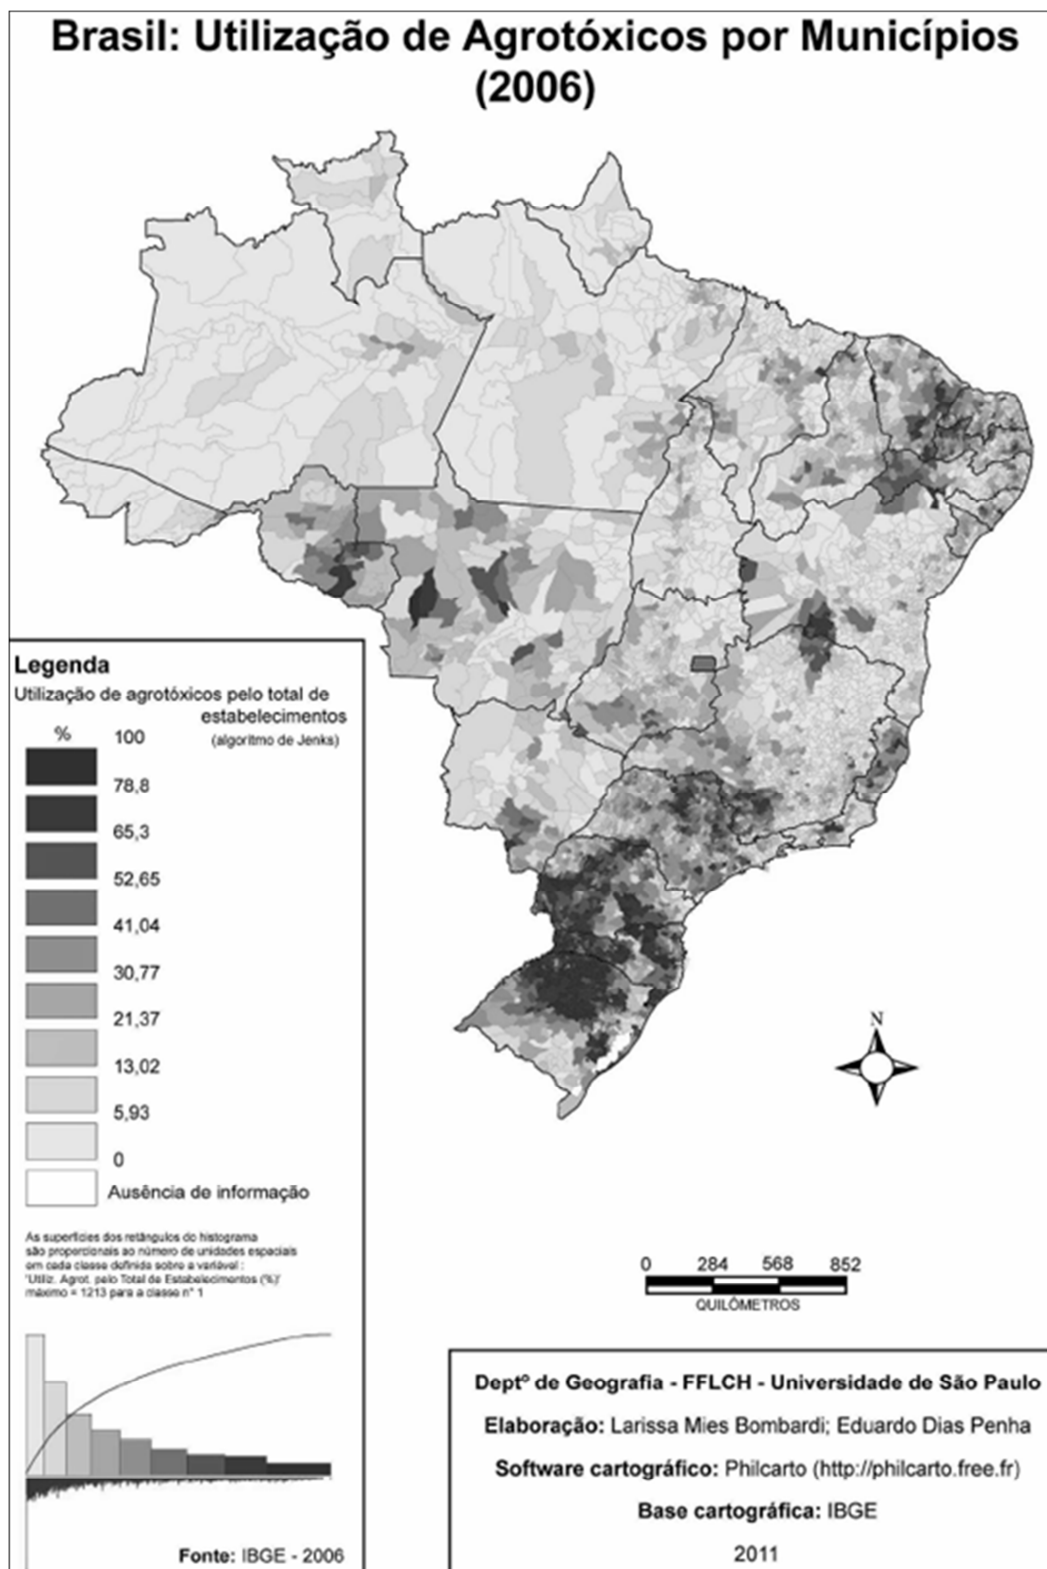 Brasil: Utilização de Agrotóxicos por Municípios
(2006)
Legenda
Utilização de agrotóxicos pelo total de
estabelecimentos
(algoritmo de Jenks)
%
100
78,8
65,3
52,65
41,04
30,77
21,37
13,02
5,93
0
Ausência de informação
As superfícies dos retângulos do histograma
são proporcionais ao número de unidades espaciais
em cada classe definida sobre a variável :
'Utiliz. Agrot. pelo Total de Estabelecimentos (%)'
máximo = 1213 para a classe n° 1
Fonte: IBGE - 2006
N
0 284 568 852
QUILÔMETROS
Deptº de Geografia - FFLCH - Universidade de São Paulo
Elaboração: Larissa Mies Bombardi; Eduardo Dias Penha
Software cartográfico: Philcarto (http://philcarto.free.fr)
Base cartográfica: IBGE
2011